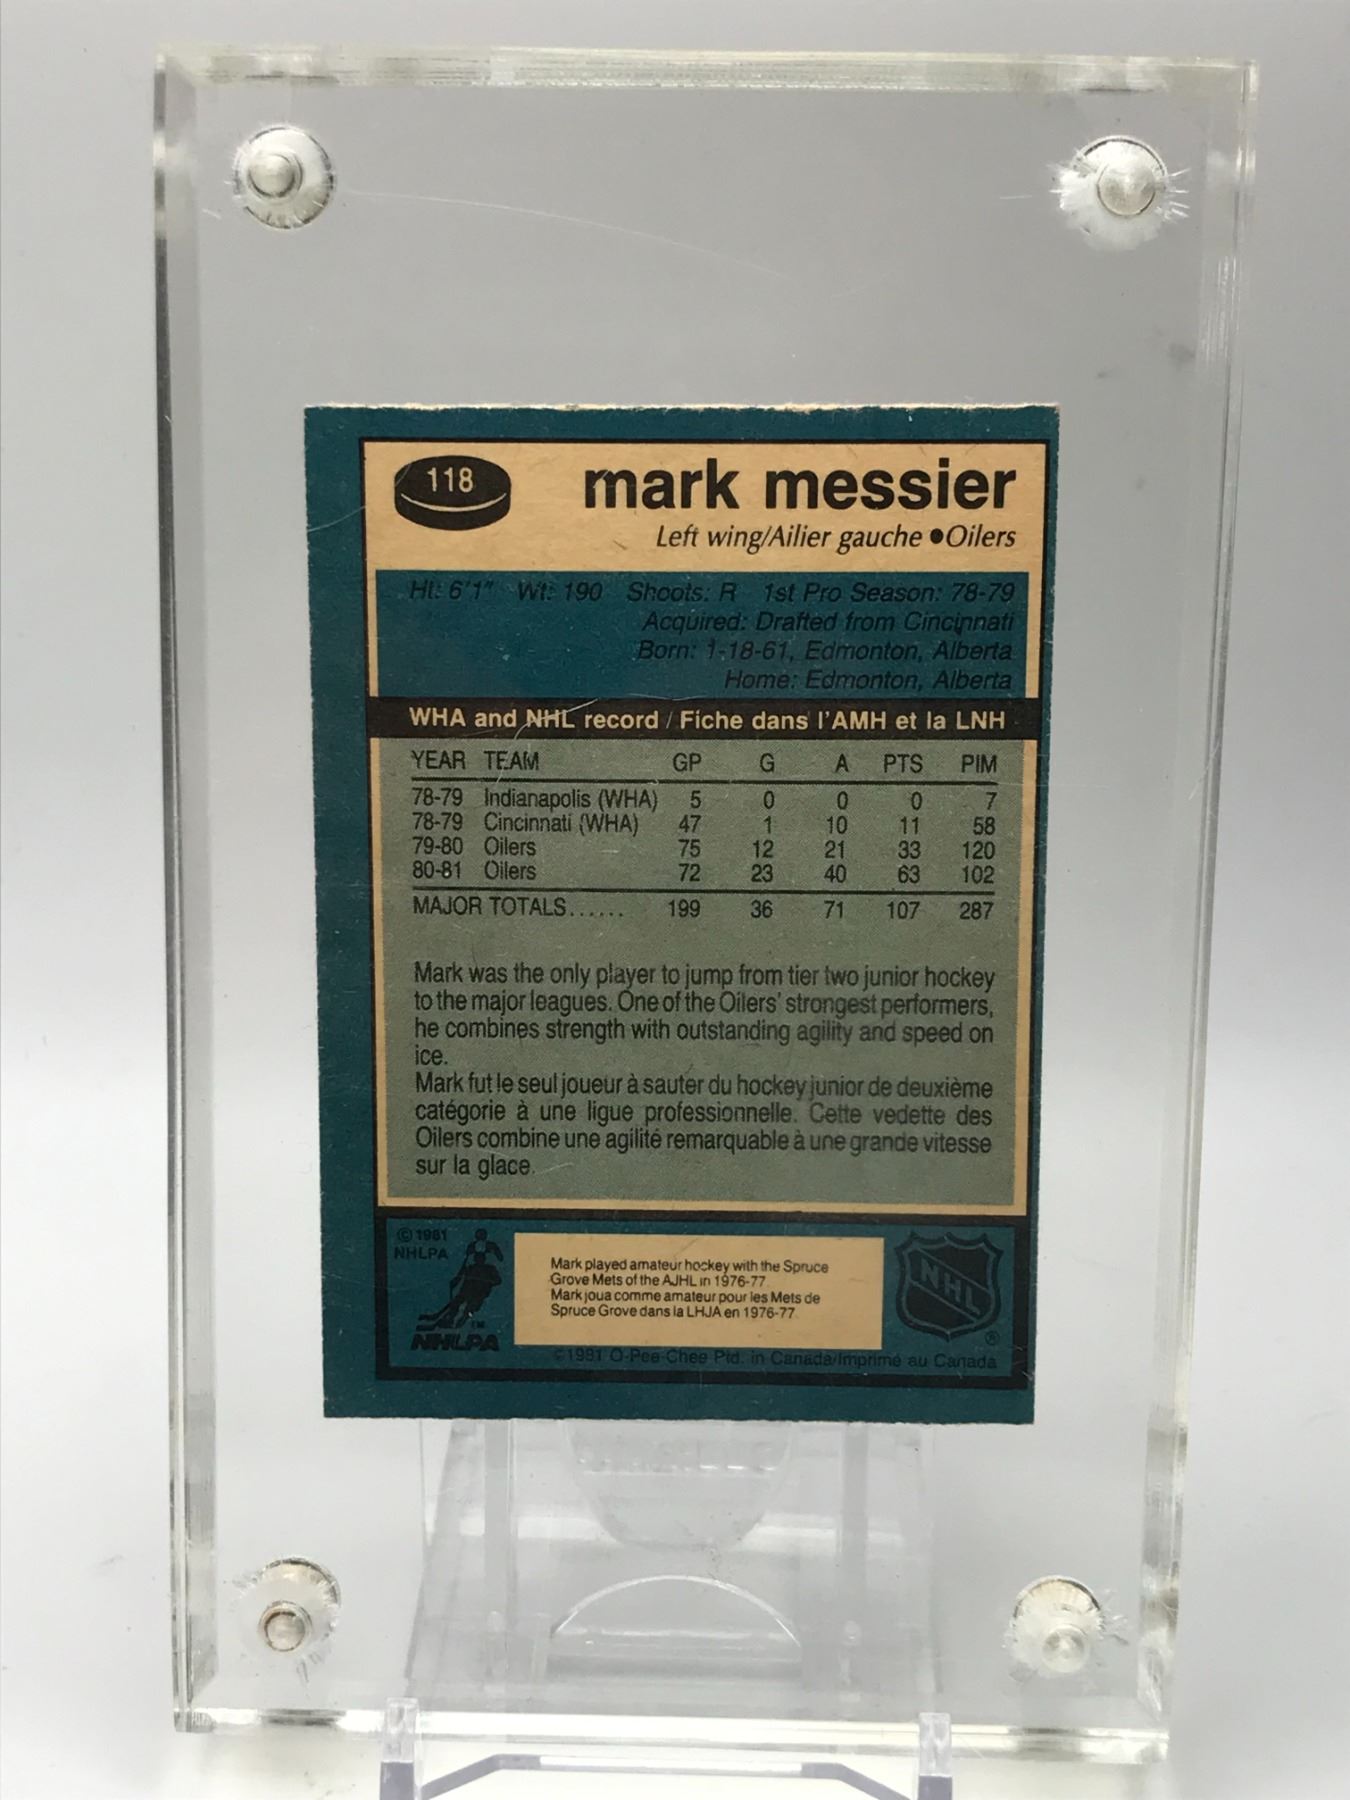 118
mark messier
Left wing/Ailier gauche ●Oilers
Ht: 6'1" Wt: 190 Shoots: R 1st Pro Season: 78-79
Acquired: Drafted from Cincinnati
Born: 1-18-61, Edmonton, Alberta
Home: Edmonton, Alberta
WHA and NHL record / Fiche dans l'AMH et la LNH
YEAR TEAM GP G A PTS PIM
78-79 Indianapolis (WHA) 5 0 0 0 7
78-79 Cincinnati (WHA) 47 1 10 11 58
79-80 Oilers 75 12 21 33 120
80-81 Oilers 72 23 40 63 102
MAJOR TOTALS...... 199 36 71 107 287
Mark was the only player to jump from tier two junior hockey
to the major leagues. One of the Oilers' strongest performers,
he combines strength with outstanding agility and speed on
ice.
Mark fut le seul joueur à sauter du hockey junior de deuxième
catégorie à une ligue professionnelle. Cette vedette des
Oilers combine une agilité remarquable à une grande vitesse
sur la glace.
© 1981
NHLPA
TM
NHLPA
Mark played amateur hockey with the Spruce
Grove Mets of the AJHL in 1976-77.
Mark joua comme amateur pour les Mets de
Spruce Grove dans la LHJA en 1976-77.
NHL
®
©1981 O-Pee-Chee Ptd. in Canada/Imprimé au Canada